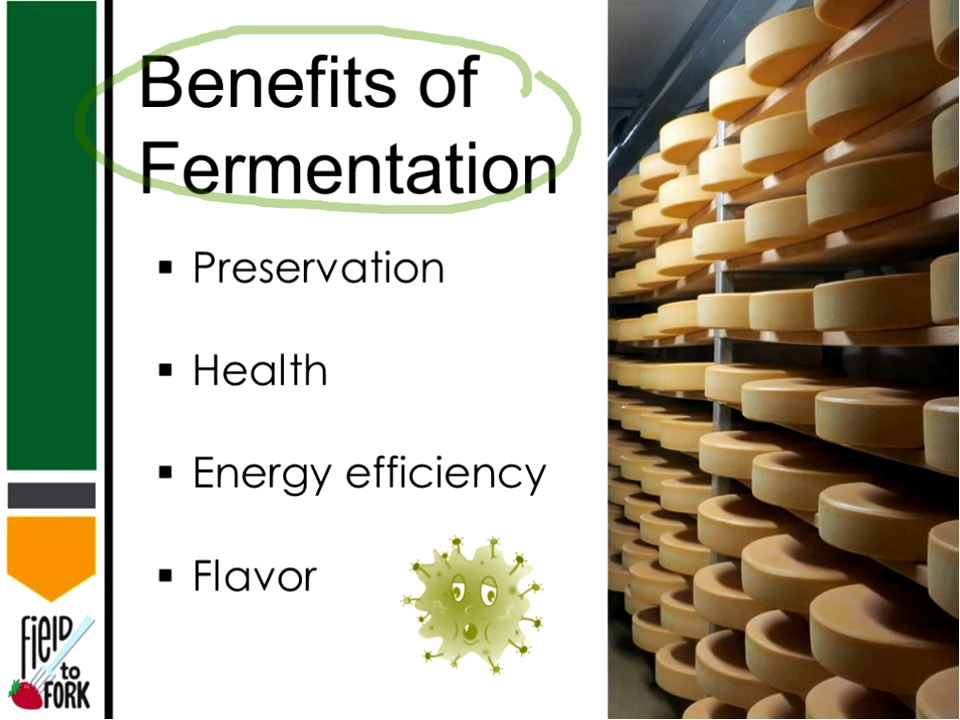 Benefits of
Fermentation
▪ Preservation
▪ Health
▪ Energy efficiency
▪ Flavor
FielD
to
FORK